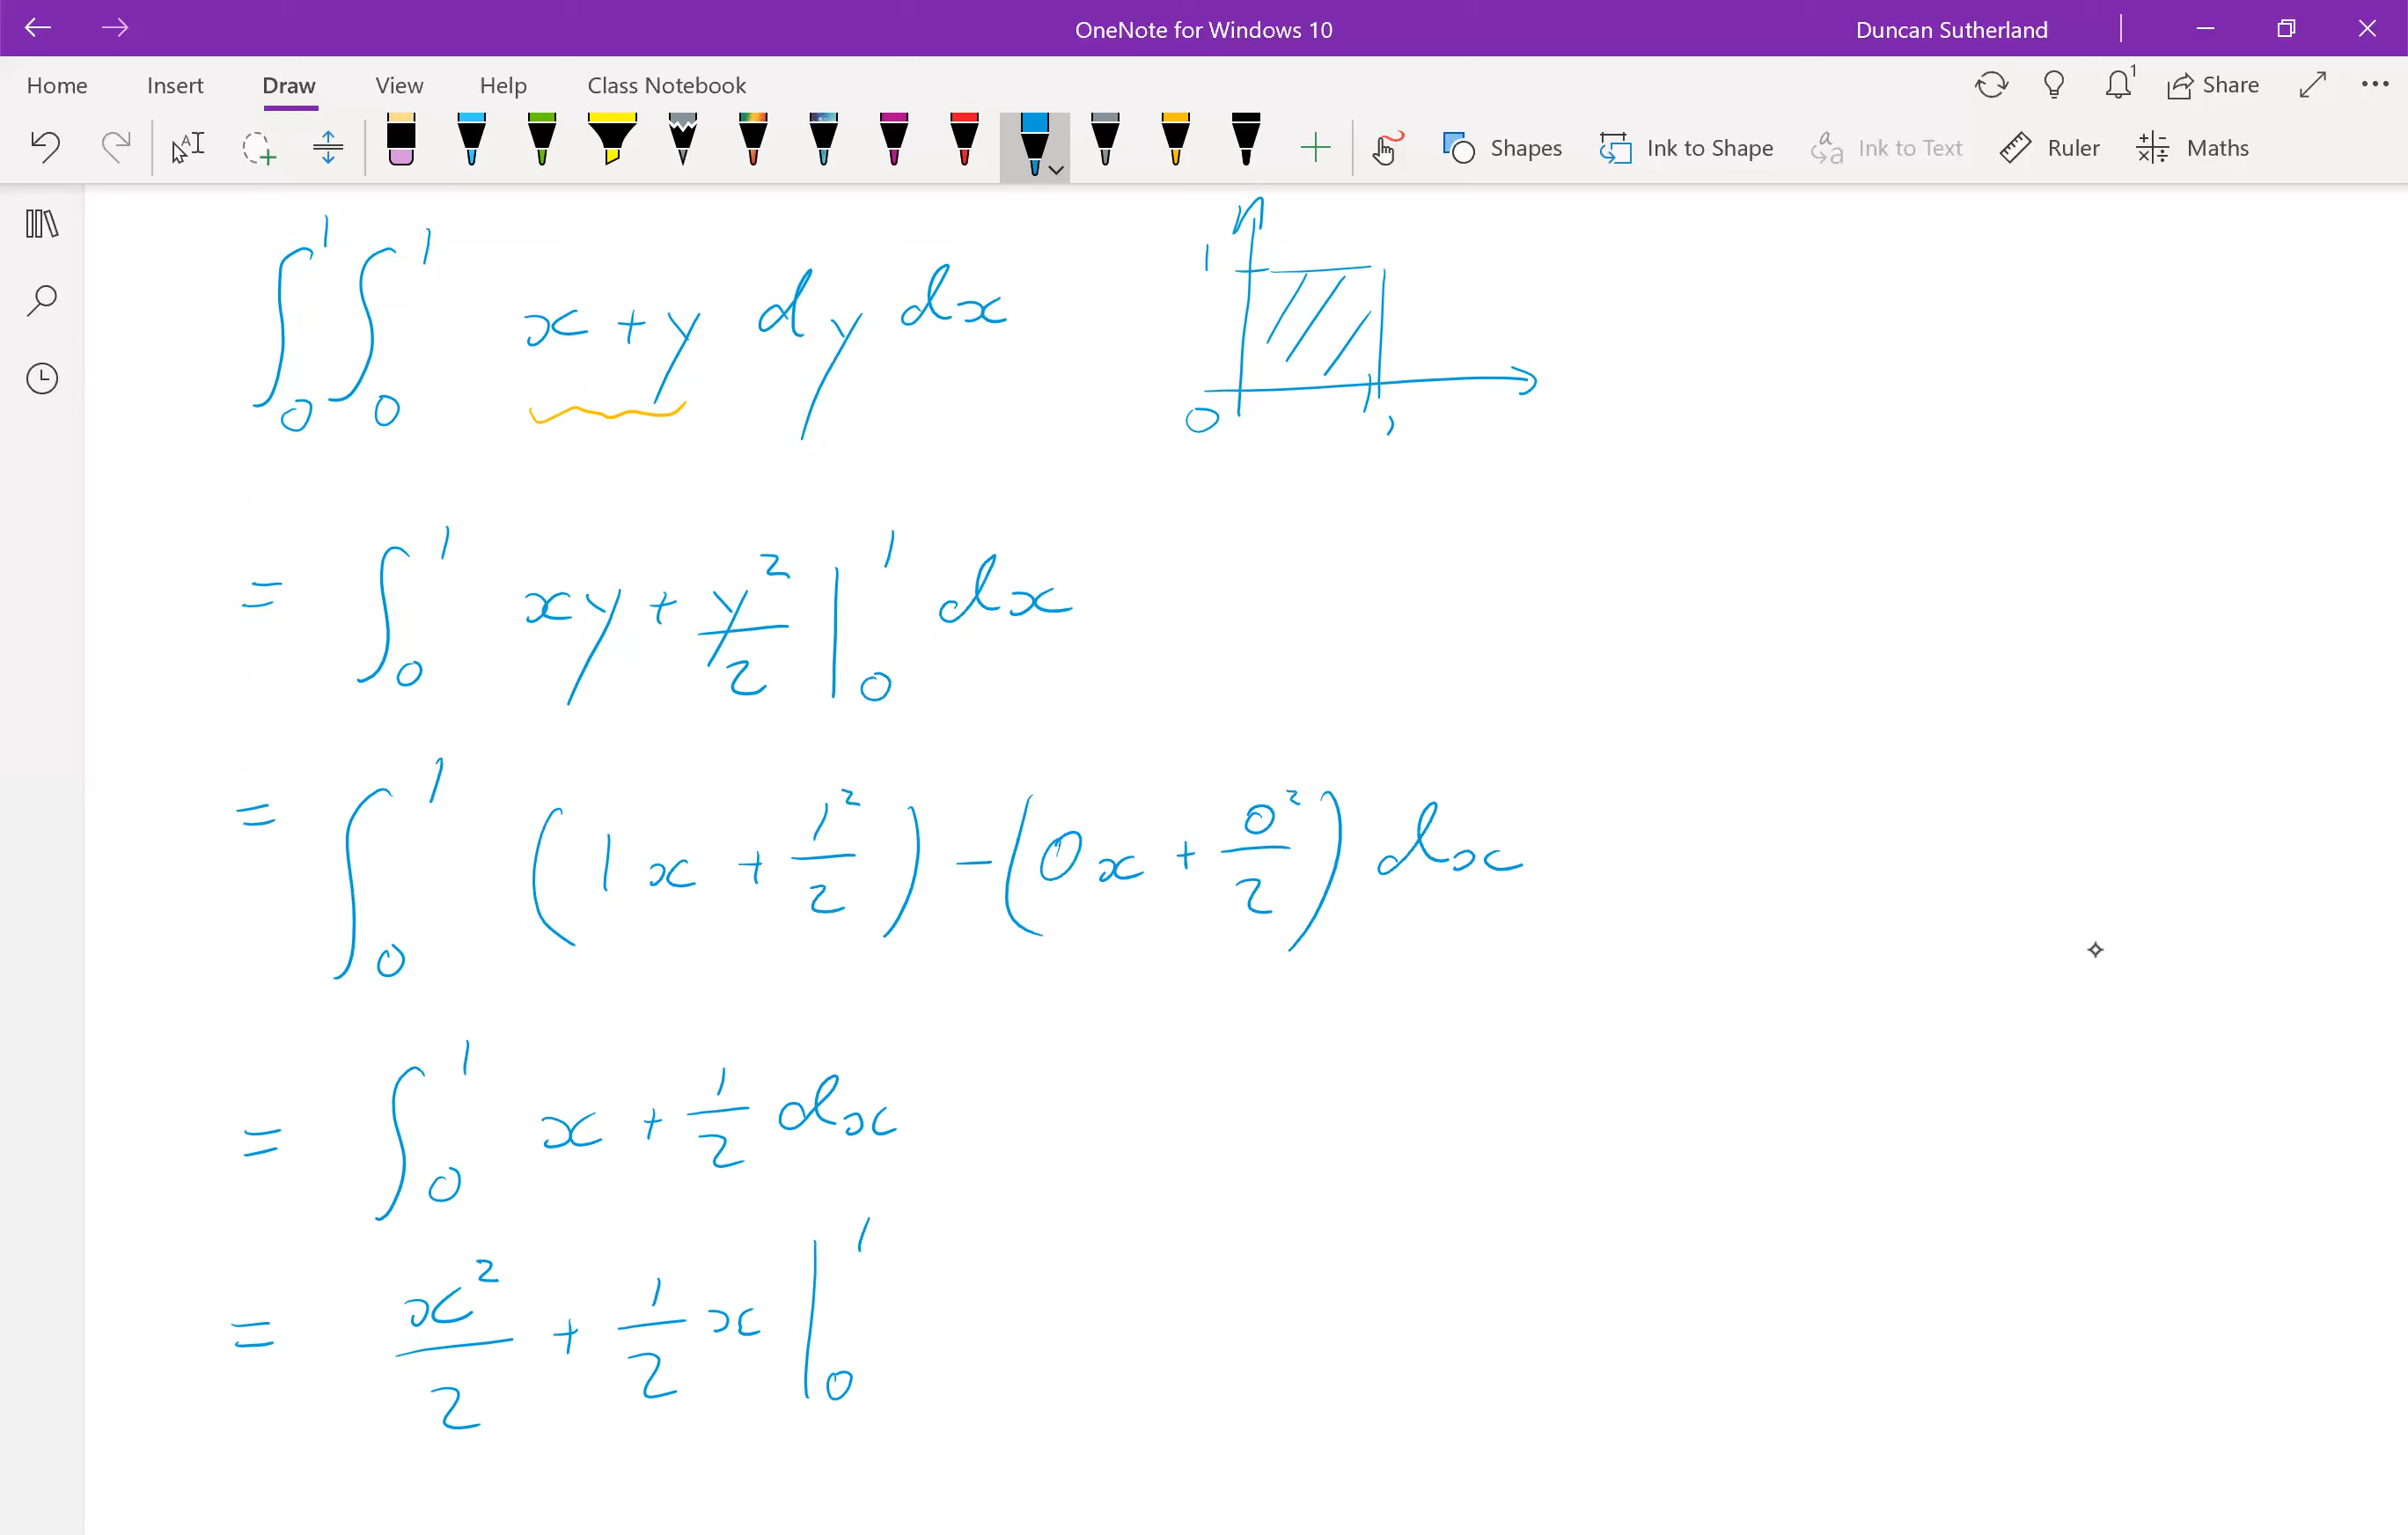 OneNote for Windows 10 Duncan Sutherland
Home Insert Draw View Help Class Notebook 1 Share
Shapes Ink to Shape Ink to Text Ruler Maths
∫₀¹ ∫₀¹ x + y dy dx
1
0 1
= ∫₀¹ xy + y²/2 |₀¹ dx
= ∫₀¹ (1x + 1²/2) - (0x + 0²/2) dx
= ∫₀¹ x + 1/2 dx
= x²/2 + 1/2 x |₀¹